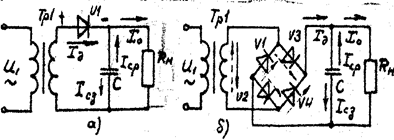 Тр1 V1 I₀
U₁ ~ Iд Iср Rн
Iсз C
а)
Тр1 V1 V3 Iд I₀
U₁ ~ Iср Rн
V2 V4 Iсз C
б)